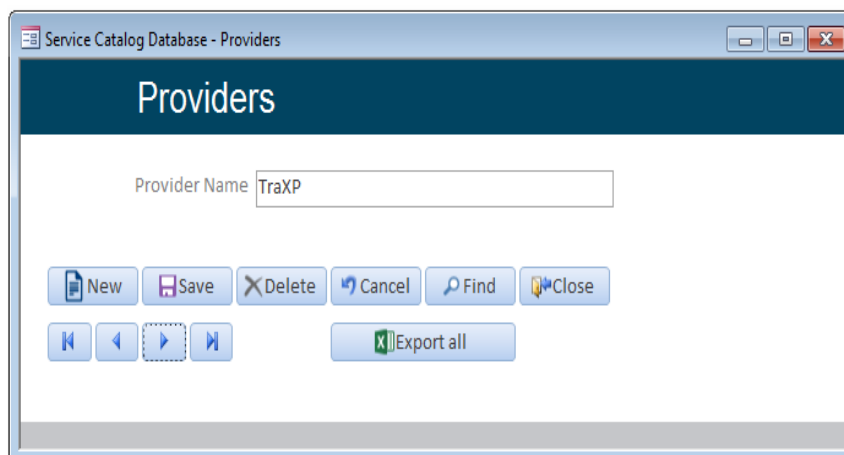 Service Catalog Database - Providers
Providers
Provider Name TraXP
New Save Delete Cancel Find Close
Export all